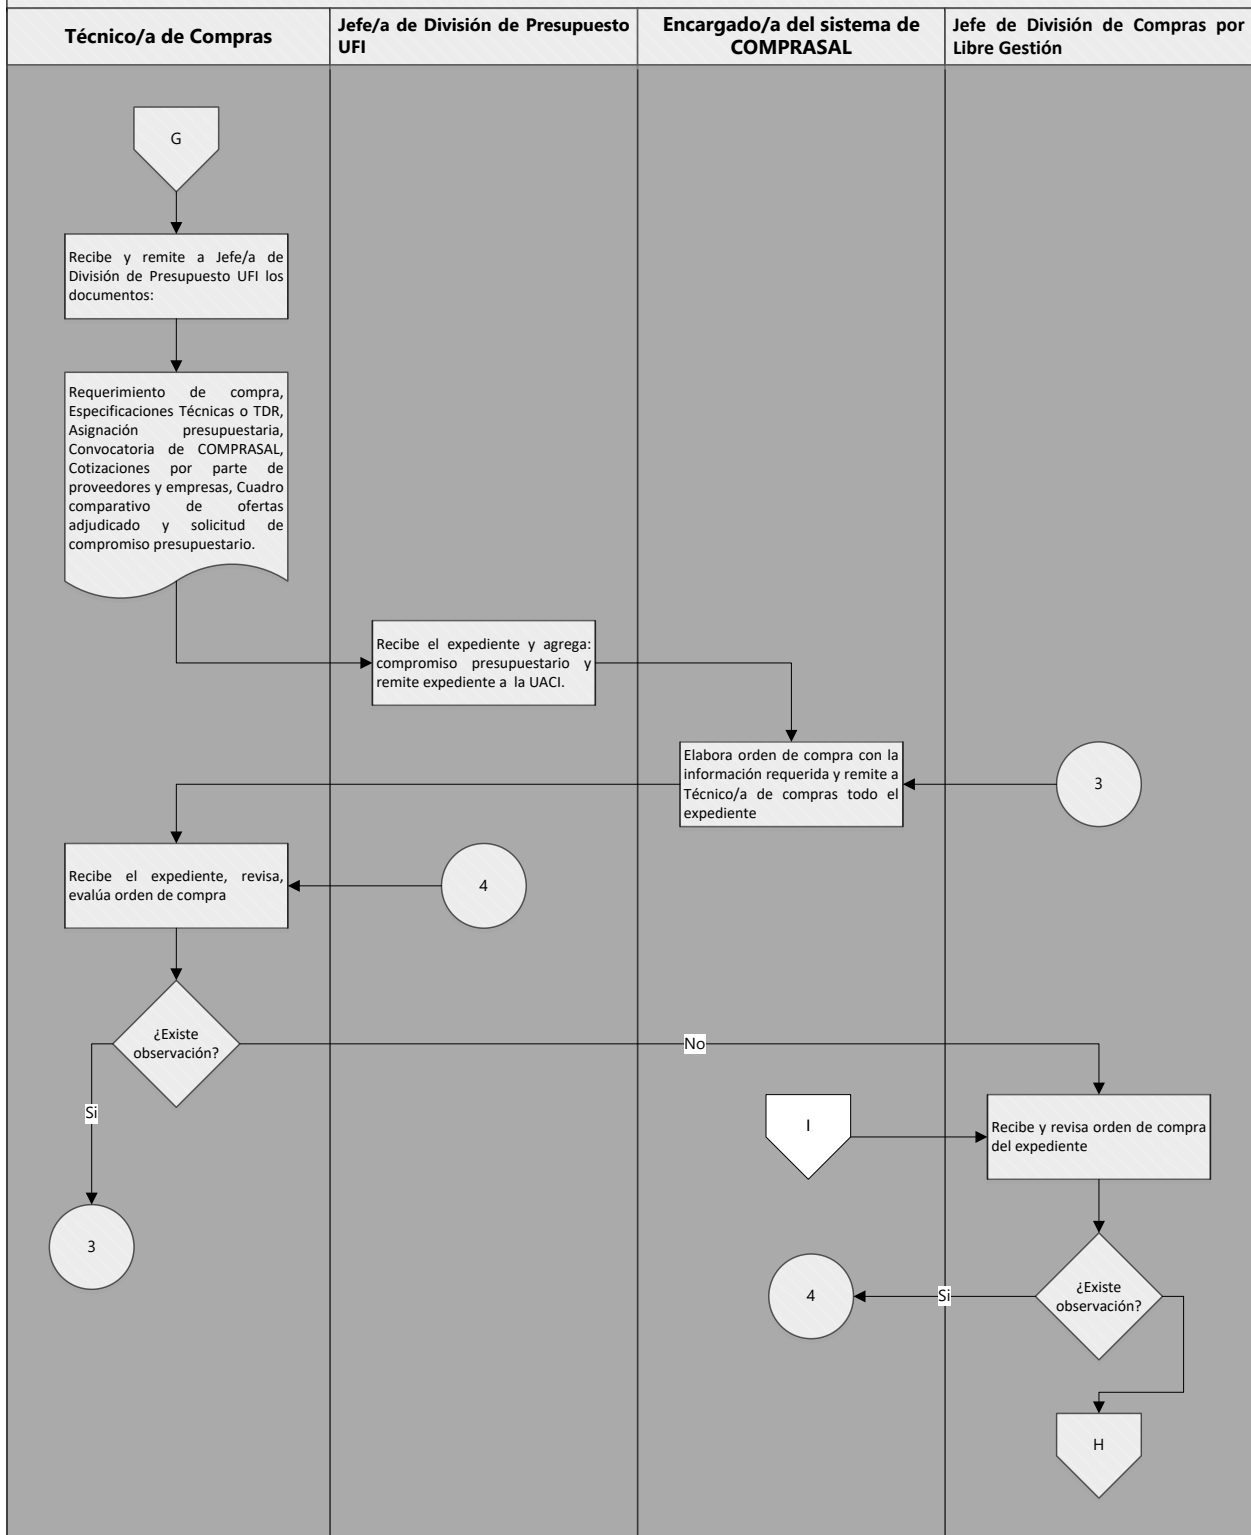 Técnico/a de Compras
Jefe/a de División de Presupuesto
UFI
Encargado/a del sistema de
COMPRASAL
Jefe de División de Compras por
Libre Gestión
G
Recibe y remite a Jefe/a de
División de Presupuesto UFI los
documentos:
Requerimiento de compra,
Especificaciones Técnicas o TDR,
Asignación presupuestaria,
Convocatoria de COMPRASAL,
Cotizaciones por parte de
proveedores y empresas, Cuadro
comparativo de ofertas
adjudicado y solicitud de
compromiso presupuestario.
Recibe el expediente y agrega:
compromiso presupuestario y
remite expediente a la UACI.
Elabora orden de compra con la
información requerida y remite a
Técnico/a de compras todo el
expediente
3
Recibe el expediente, revisa,
evalúa orden de compra
4
¿Existe
observación?
No
Si
I
Recibe y revisa orden de compra
del expediente
3
4
Si
¿Existe
observación?
H